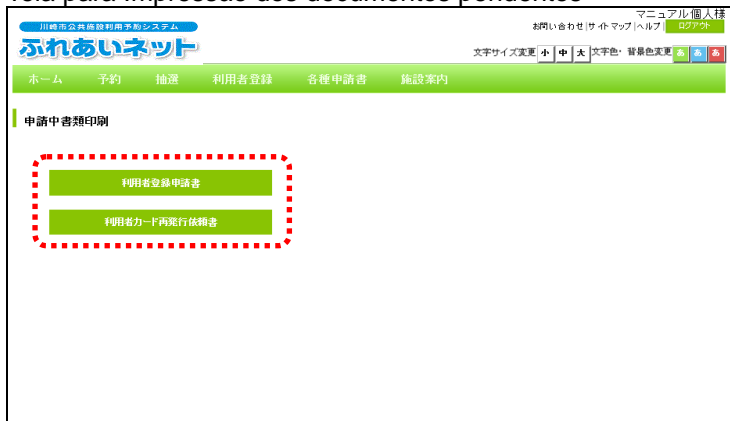 Tela para impressão dos documentos pendentes
マニュアル個人様
川崎市公共施設利用予約システム
お問い合わせ|サイトマップ|ヘルプ| ログアウト
ふれあいネット
文字サイズ変更 小 中 大 文字色・背景色変更 あ あ あ
ホーム 予約 抽選 利用者登録 各種申請書 施設案内
申請中書類印刷
利用者登録申請書
利用者カード再発行依頼書